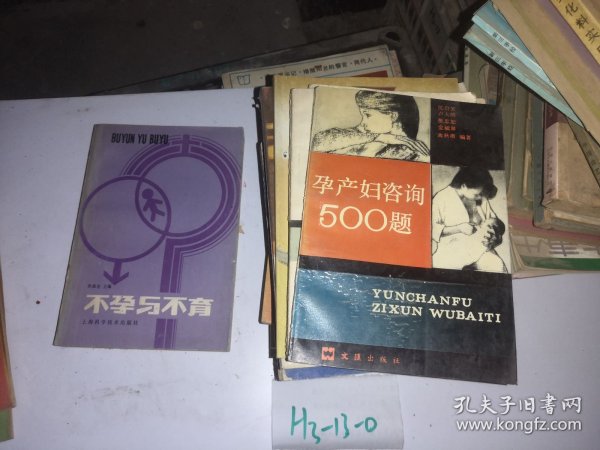 BUYUN YU BUYU
不孕与不育
上海科学技术出版社
编著
孕产妇咨询
500题
YUNCHANFU
ZIXUN WUBAITI
文汇出版社
H3-13-0
孔夫子旧书网
www.kongfz.com